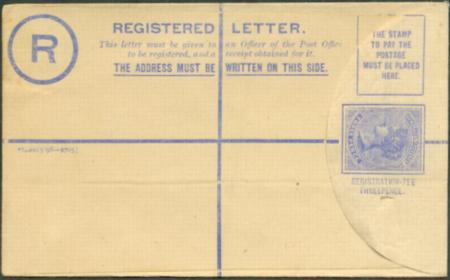 R
REGISTERED LETTER.
This letter must be given to an Officer of the Post Office
to be registered, and a receipt obtained for it.
THE ADDRESS MUST BE WRITTEN ON THIS SIDE.
THE STAMP
TO PAY THE
POSTAGE
MUST BE PLACED
HERE.
REGISTRATION-FEE
THREEPENCE.